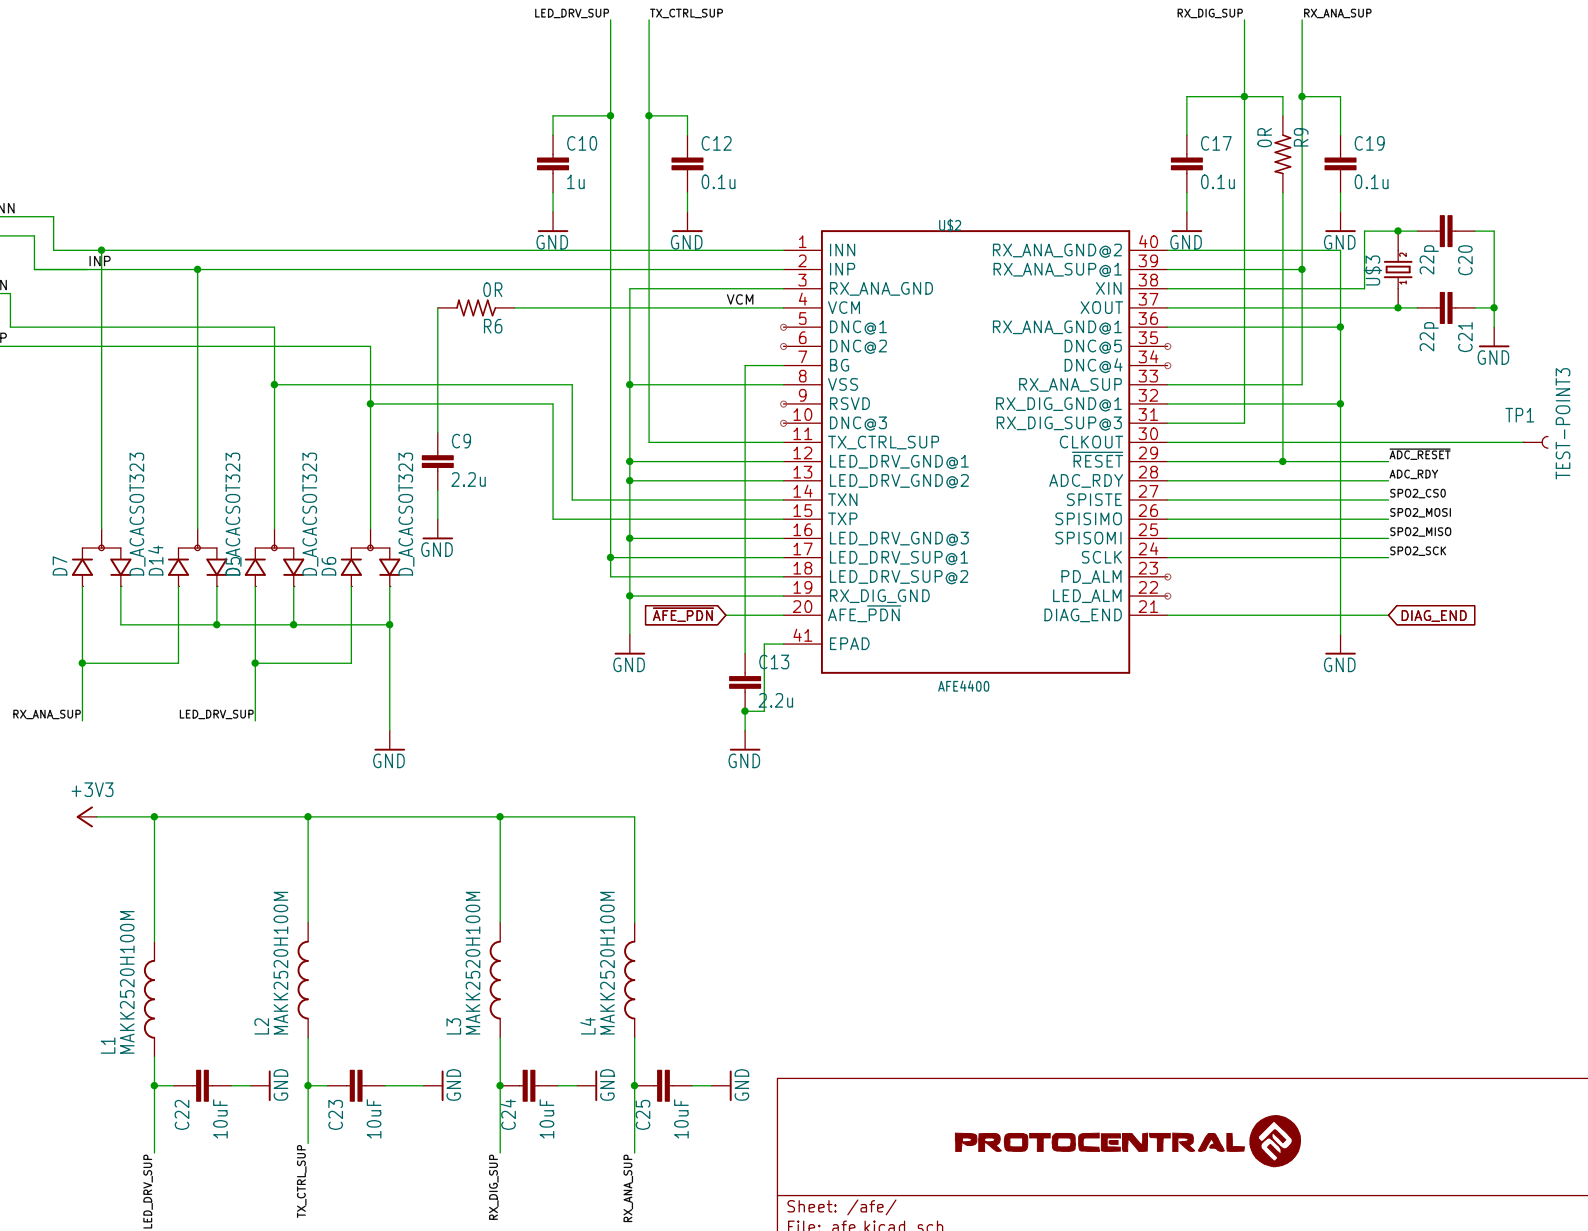 LED_DRV_SUP
TX_CTRL_SUP
RX_DIG_SUP
RX_ANA_SUP
C10
1u
GND
C12
0.1u
GND
C17
0.1u
GND
0R
R9
C19
0.1u
GND
NN
INP
N
P
0R
R6
VCM
C9
2.2u
GND
U$2
1 INN
2 INP
3 RX_ANA_GND
4 VCM
5 DNC@1
6 DNC@2
7 BG
8 VSS
9 RSVD
10 DNC@3
11 TX_CTRL_SUP
12 LED_DRV_GND@1
13 LED_DRV_GND@2
14 TXN
15 TXP
16 LED_DRV_GND@3
17 LED_DRV_SUP@1
18 LED_DRV_SUP@2
19 RX_DIG_GND
20 AFE_PDN
41 EPAD
RX_ANA_GND@2 40
RX_ANA_SUP@1 39
XIN 38
XOUT 37
RX_ANA_GND@1 36
DNC@5 35
DNC@4 34
RX_ANA_SUP 33
RX_DIG_GND@1 32
RX_DIG_SUP@3 31
CLKOUT 30
RESET 29
ADC_RDY 28
SPISTE 27
SPISIMO 26
SPISOMI 25
SCLK 24
PD_ALM 23
LED_ALM 22
DIAG_END 21
AFE4400
U$3
2
1
22p
C20
22p
C21
GND
TP1
TEST-POINT3
ADC_RESET
ADC_RDY
SPO2_CS0
SPO2_MOSI
SPO2_MISO
SPO2_SCK
DIAG_END
GND
AFE_PDN
GND
C13
2.2u
GND
D7
D_ACACSOT323
D14
D_ACACSOT323
D5
D_ACACSOT323
D6
D_ACACSOT323
RX_ANA_SUP
LED_DRV_SUP
GND
+3V3
L1
MAKK2520H100M
L2
MAKK2520H100M
L3
MAKK2520H100M
L4
MAKK2520H100M
C22
10uF
GND
C23
10uF
GND
C24
10uF
GND
C25
10uF
GND
LED_DRV_SUP
TX_CTRL_SUP
RX_DIG_SUP
RX_ANA_SUP
PROTOCENTRAL
Sheet: /afe/
File: afe.kicad_sch